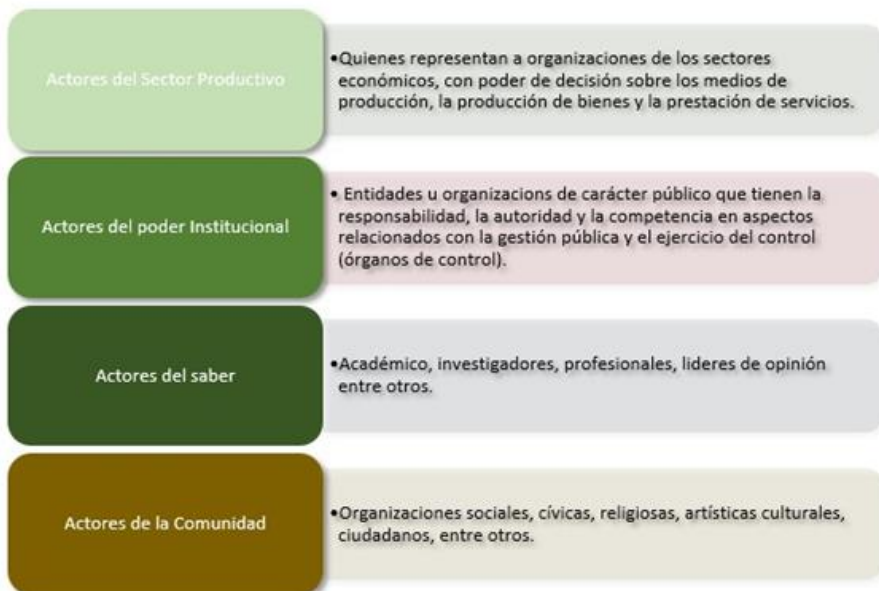 Actores del Sector Productivo
•Quienes representan a organizaciones de los sectores
económicos, con poder de decisión sobre los medios de
producción, la producción de bienes y la prestación de servicios.
Actores del poder Institucional
• Entidades u organizacions de carácter público que tienen la
responsabilidad, la autoridad y la competencia en aspectos
relacionados con la gestión pública y el ejercicio del control
(órganos de control).
Actores del saber
•Académico, investigadores, profesionales, lideres de opinión
entre otros.
Actores de la Comunidad
•Organizaciones sociales, cívicas, religiosas, artísticas culturales,
ciudadanos, entre otros.